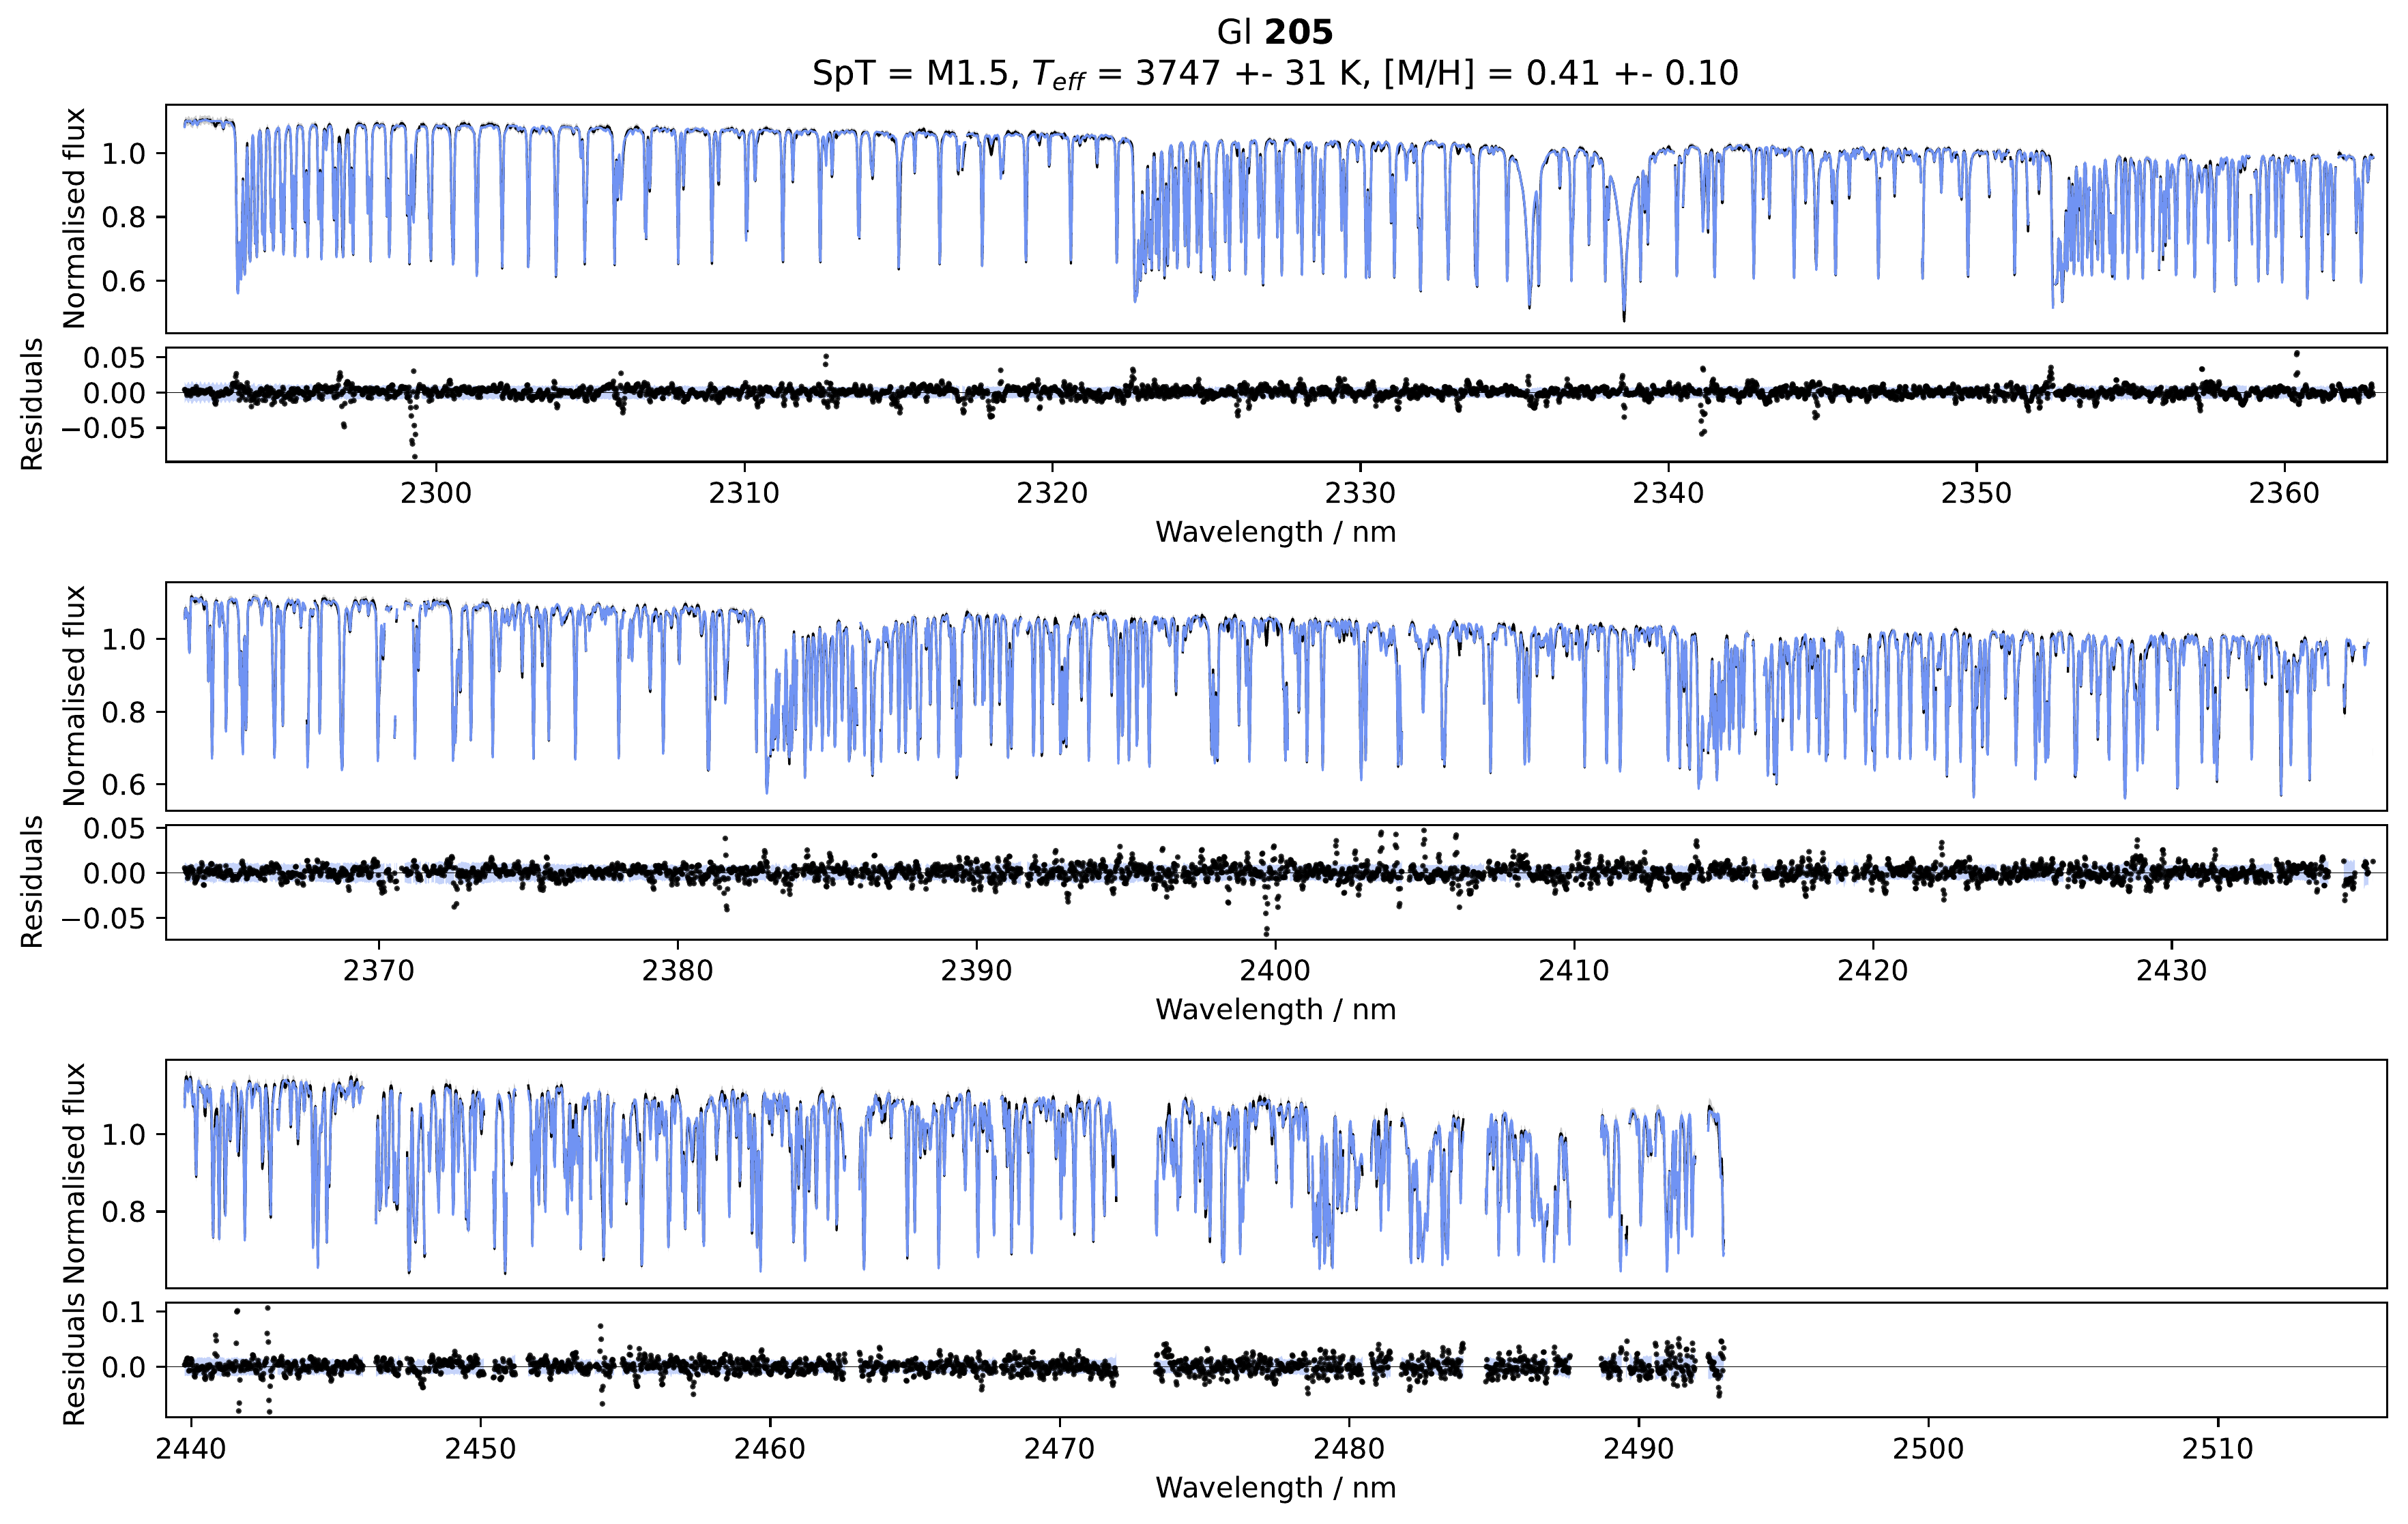 Gl 205
SpT = M1.5, T_eff = 3747 +- 31 K, [M/H] = 0.41 +- 0.10
Normalised flux
1.0
0.8
0.6
Residuals
0.05
0.00
−0.05
2300 2310 2320 2330 2340 2350 2360
Wavelength / nm
Normalised flux
1.0
0.8
0.6
Residuals
0.05
0.00
−0.05
2370 2380 2390 2400 2410 2420 2430
Wavelength / nm
Normalised flux
1.0
0.8
Residuals
0.1
0.0
2440 2450 2460 2470 2480 2490 2500 2510
Wavelength / nm